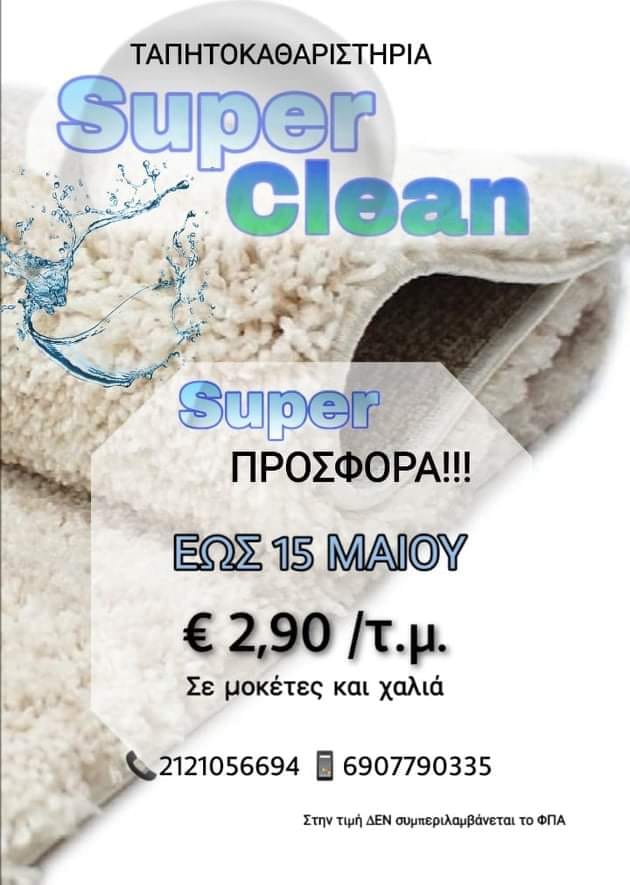 ΤΑΠΗΤΟΚΑΘΑΡΙΣΤΗΡΙΑ
Super
Clean
Super
ΠΡΟΣΦΟΡΑ!!!
ΕΩΣ 15 ΜΑΙΟΥ
€ 2,90 /τ.μ.
Σε μοκέτες και χαλιά
2121056694 6907790335
Στην τιμή ΔΕΝ συμπεριλαμβάνεται το ΦΠΑ